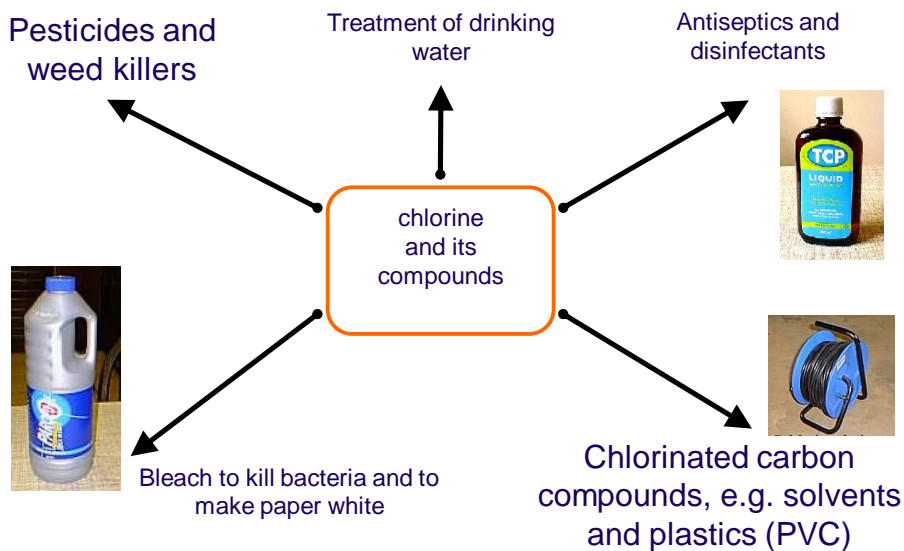 Pesticides and
weed killers
Treatment of drinking
water
Antiseptics and
disinfectants
TCP
LIQUID
chlorine
and its
compounds
Bleach to kill bacteria and to
make paper white
Chlorinated carbon
compounds, e.g. solvents
and plastics (PVC)